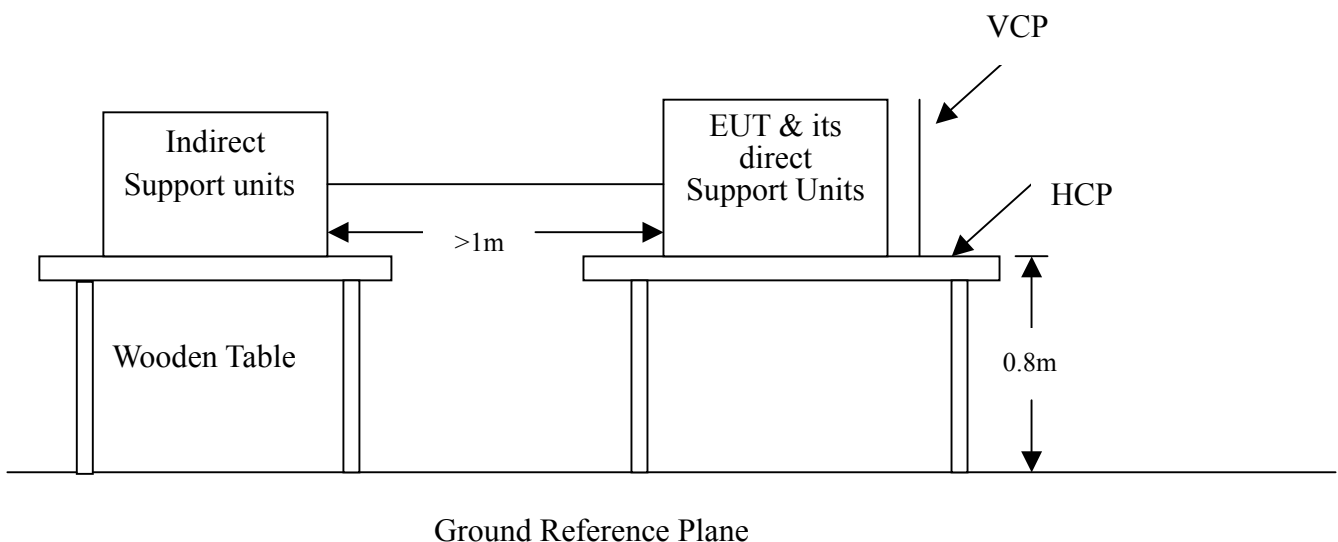 VCP
Indirect
Support units
EUT & its
direct
Support Units
HCP
>1m
Wooden Table
0.8m
Ground Reference Plane